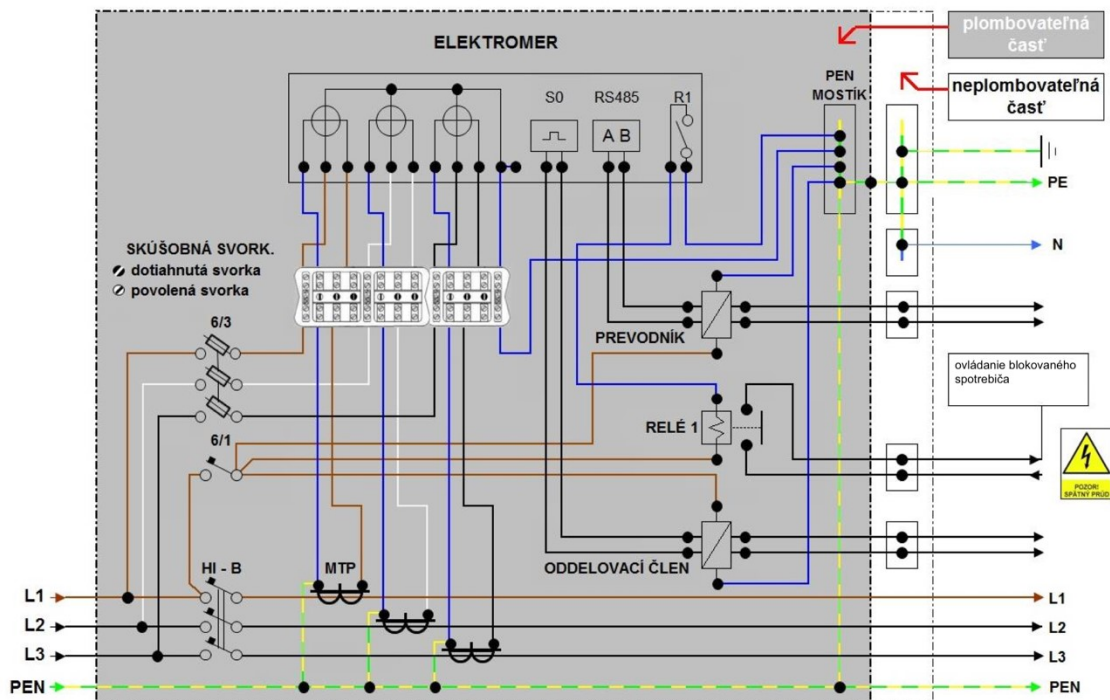 plombovateľná
časť
ELEKTROMER
PEN
MOSTÍK
neplombovateľná
časť
S0
RS485
R1
A B
PE
SKÚŠOBNÁ SVORK.
dotiahnutá svorka
povolená svorka
N
6/3
PREVODNÍK
ovládanie blokovaného
spotrebiča
RELÉ 1
6/1
POZOR!
SPÄTNÝ PRÚD
ODDELOVACÍ ČLEN
HI - B
MTP
L1
L1
L2
L2
L3
L3
PEN
PEN